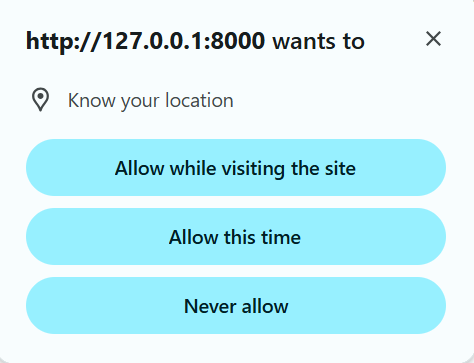 http://127.0.0.1:8000 wants to
Know your location
Allow while visiting the site
Allow this time
Never allow